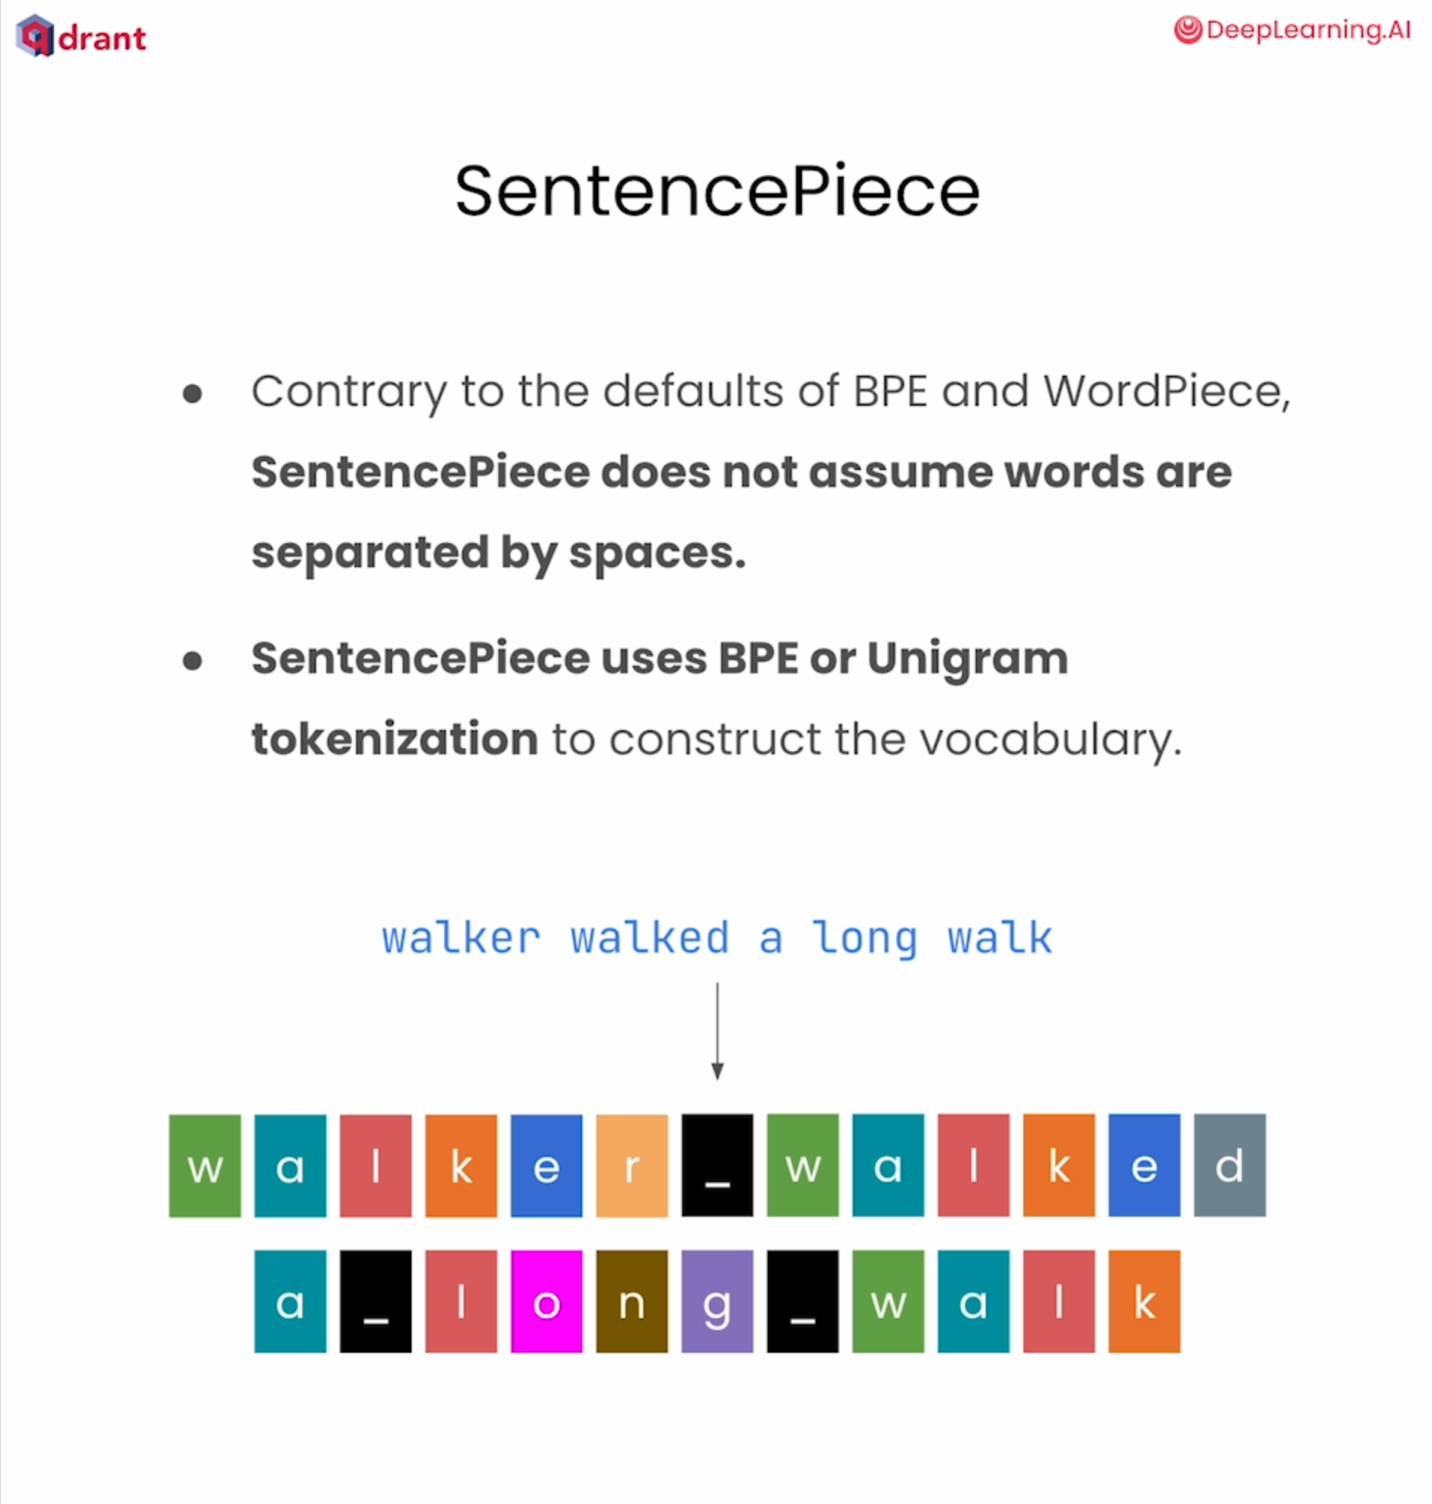 qdrant
DeepLearning.AI
SentencePiece
● Contrary to the defaults of BPE and WordPiece,
SentencePiece does not assume words are
separated by spaces.
● SentencePiece uses BPE or Unigram
tokenization to construct the vocabulary.
walker walked a long walk
w a l k e r _ w a l k e d
a _ l o n g _ w a l k